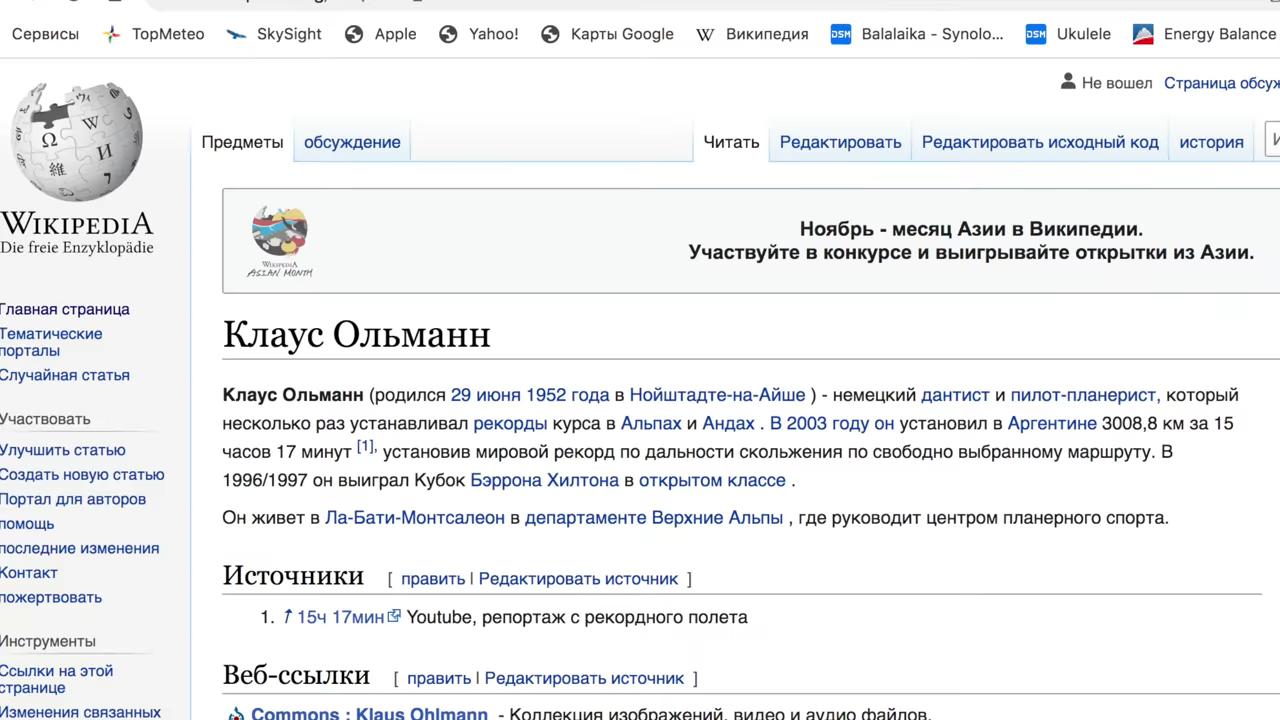 Сервисы TopMeteo SkySight Apple Yahoo! Карты Google Википедия Balalaika - Synolo... Ukulele Energy Balance
Не вошел Страница обсуж
Предметы обсуждение Читать Редактировать Редактировать исходный код история
WIKIPEDIA
Die freie Enzyklopädie
WIKIPEDIA
ASIAN MONTH
Ноябрь - месяц Азии в Википедии.
Участвуйте в конкурсе и выигрывайте открытки из Азии.
Главная страница
Тематические
порталы
Случайная статья
Участвовать
Улучшить статью
Создать новую статью
Портал для авторов
помощь
последние изменения
Контакт
пожертвовать
Инструменты
Ссылки на этой
странице
Изменения связанных
Клаус Ольманн
Клаус Ольманн (родился 29 июня 1952 года в Нойштадте-на-Айше ) - немецкий дантист и пилот-планерист, который
несколько раз устанавливал рекорды курса в Альпах и Андах . В 2003 году он установил в Аргентине 3008,8 км за 15
часов 17 минут [1], установив мировой рекорд по дальности скольжения по свободно выбранному маршруту. В
1996/1997 он выиграл Кубок Бэррона Хилтона в открытом классе .
Он живет в Ла-Бати-Монтсалеон в департаменте Верхние Альпы , где руководит центром планерного спорта.
Источники [ править | Редактировать источник ]
1. ↑ 15ч 17мин Youtube, репортаж с рекордного полета
Веб-ссылки [ править | Редактировать источник ]
Commons : Klaus Ohlmann - Коллекция изображений, видео и аудио файлов.